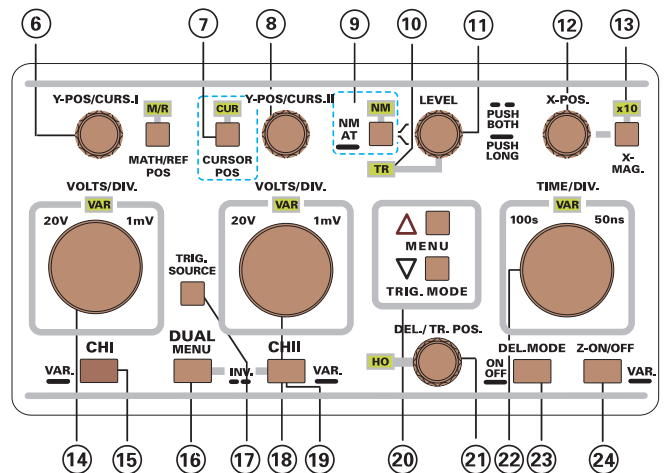 6 7 8 9 10 11 12 13
Y-POS/CURS.I
M/R
MATH/REF
POS
CUR
CURSOR
POS
Y-POS/CURS.II
NM
AT
NM
TR
LEVEL
PUSH
BOTH
PUSH
LONG
X-POS.
x10
X-
MAG.
VOLTS/DIV.
VAR
20V 1mV
TRIG.
SOURCE
VOLTS/DIV.
VAR
20V 1mV
MENU
TRIG. MODE
TIME/DIV.
VAR
100s 50ns
VAR.
CHI
DUAL
MENU
INV.
CHII
VAR.
HO
DEL./ TR. POS.
ON
OFF
DEL.MODE
Z-ON/OFF
VAR.
14 15 16 17 18 19 20 21 22 23 24